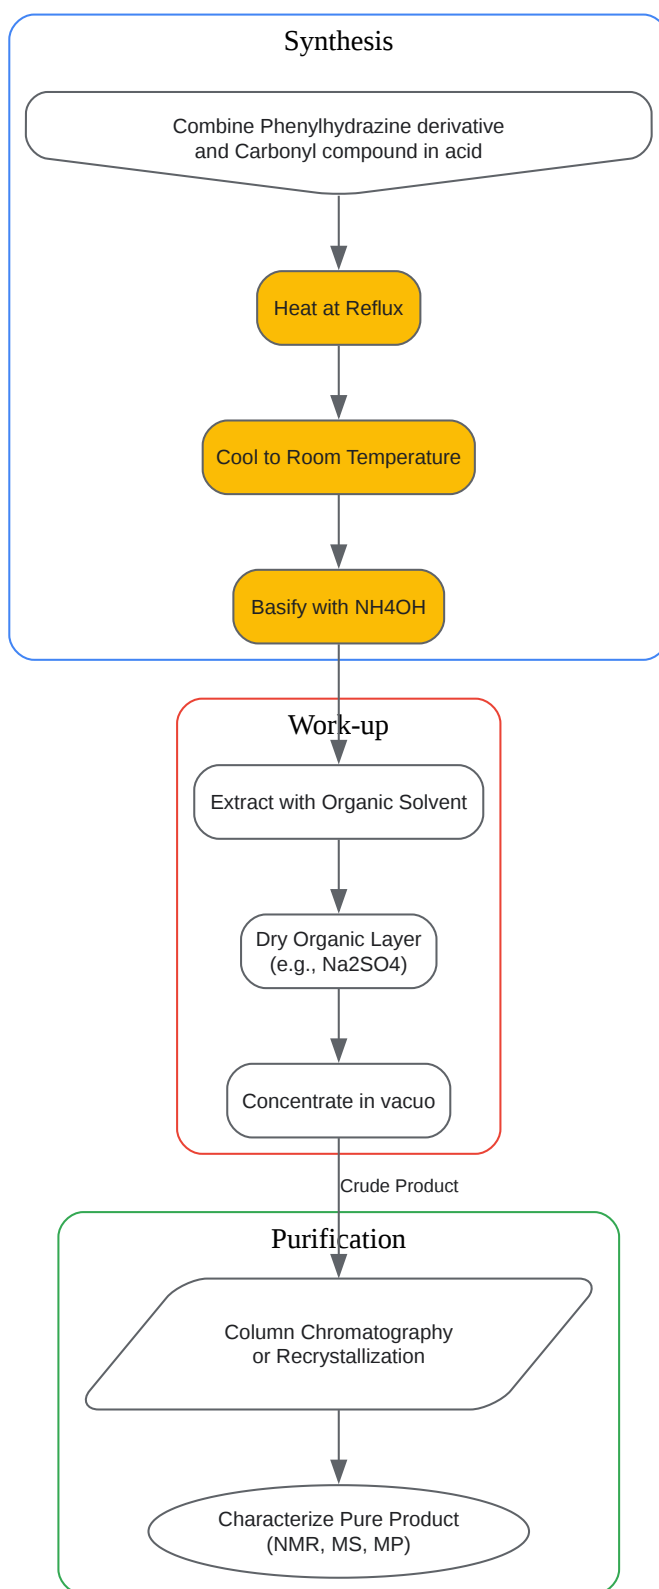 Synthesis
Combine Phenylhydrazine derivative
and Carbonyl compound in acid
Heat at Reflux
Cool to Room Temperature
Basify with NH4OH
Work-up
Extract with Organic Solvent
Dry Organic Layer
(e.g., Na2SO4)
Concentrate in vacuo
Crude Product
Purification
Column Chromatography
or Recrystallization
Characterize Pure Product
(NMR, MS, MP)